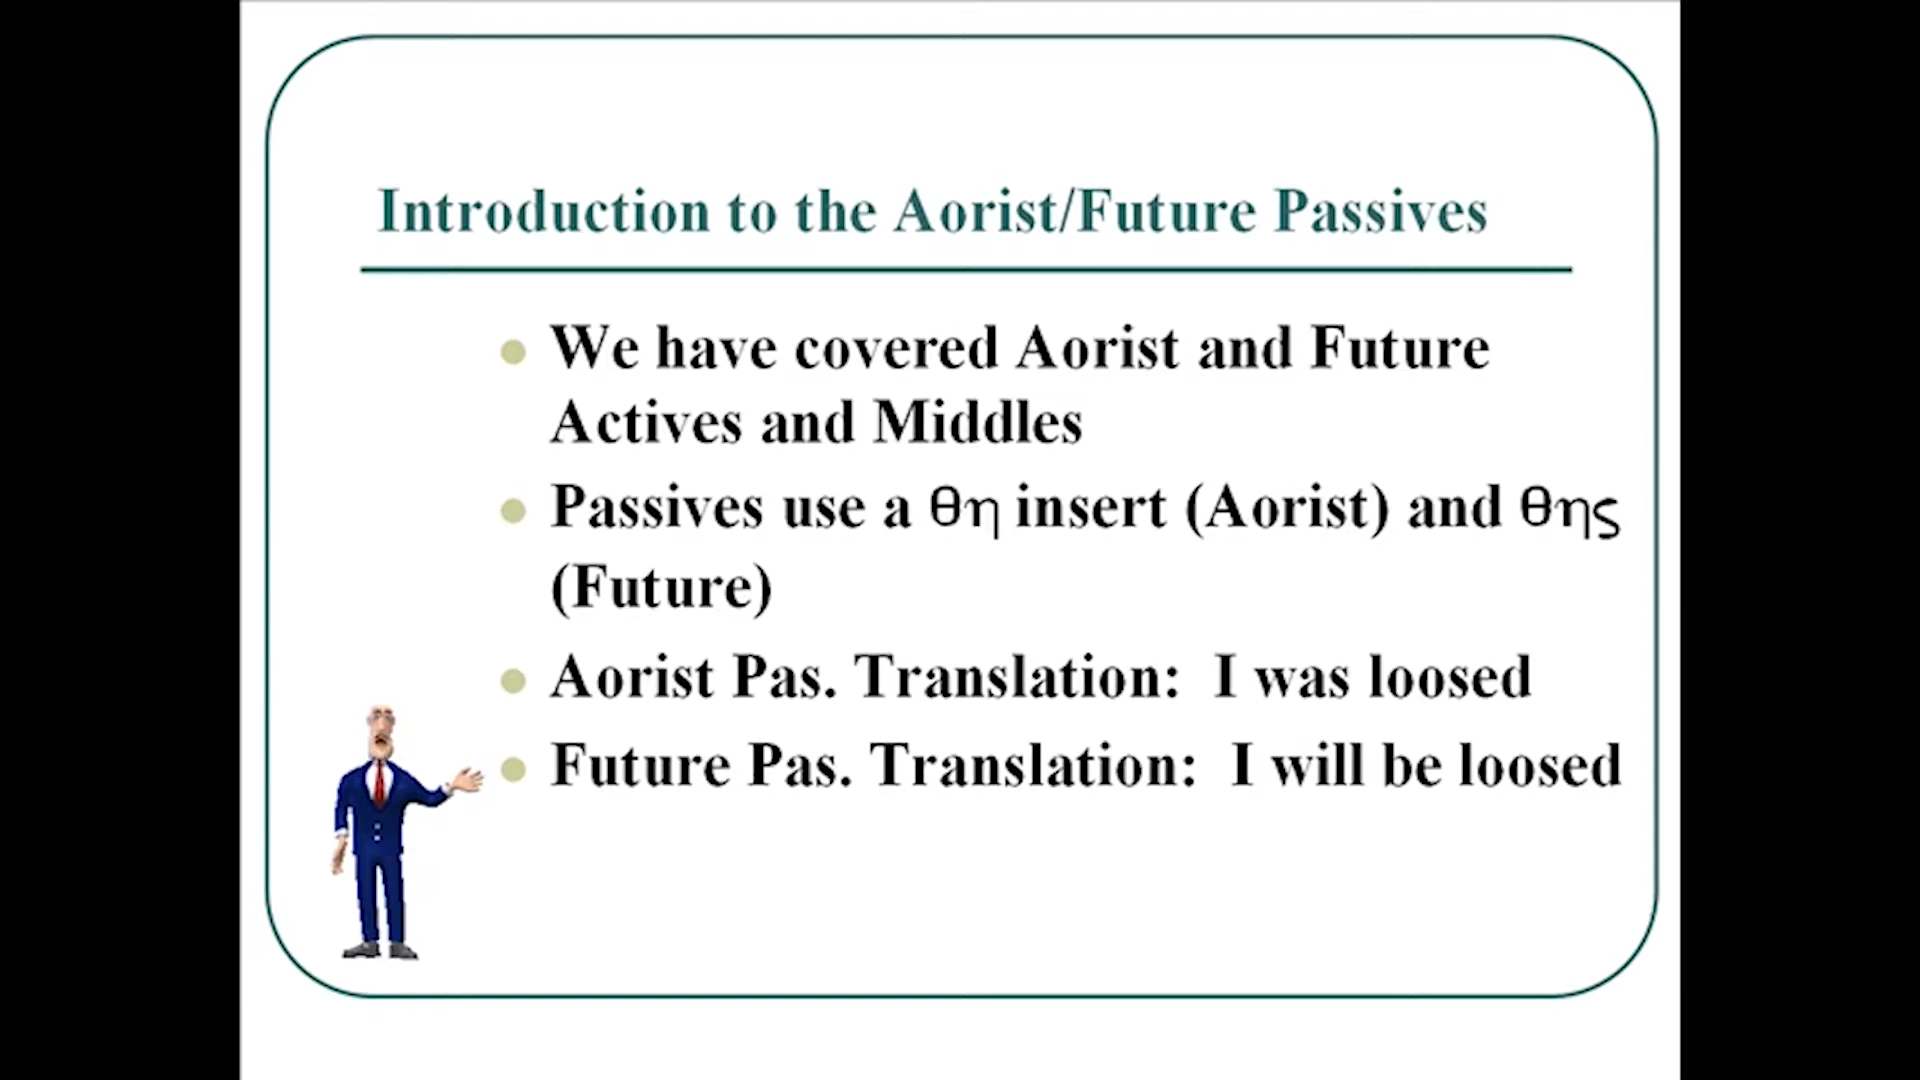 Introduction to the Aorist/Future Passives
We have covered Aorist and Future
Actives and Middles
Passives use a θη insert (Aorist) and θης
(Future)
Aorist Pas. Translation: I was loosed
Future Pas. Translation: I will be loosed